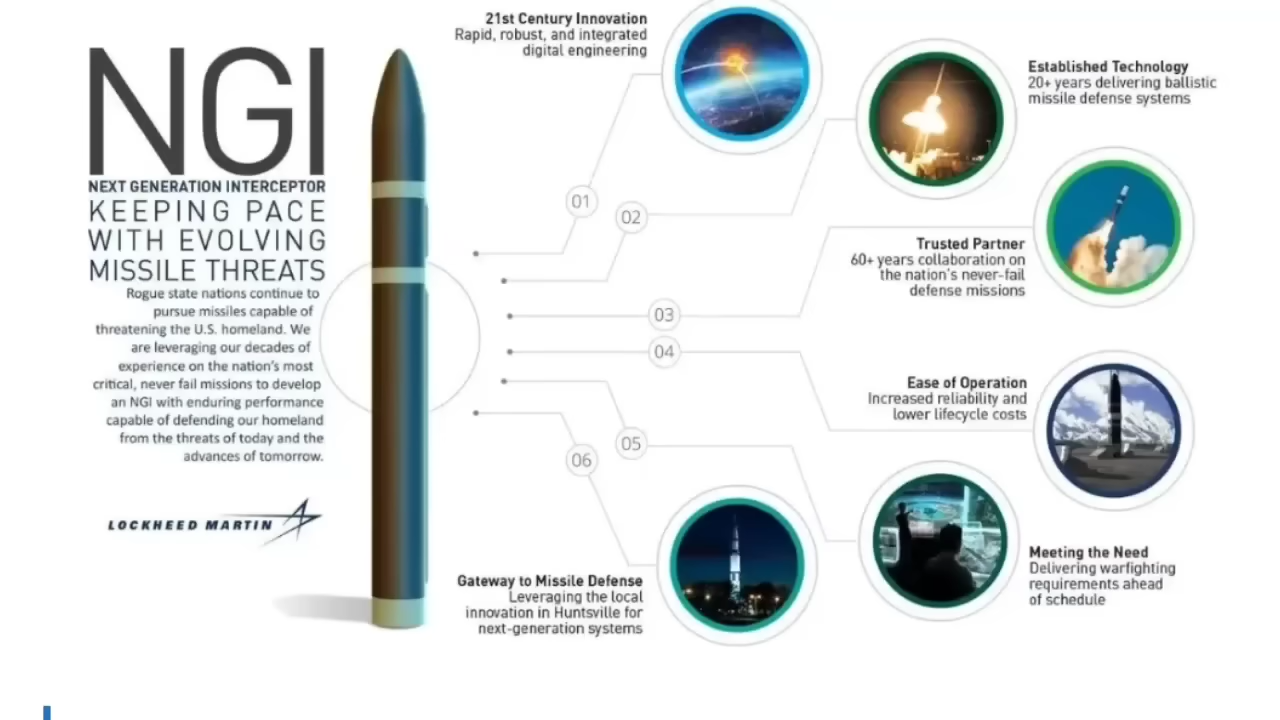 NGI
NEXT GENERATION INTERCEPTOR
KEEPING PACE
WITH EVOLVING
MISSILE THREATS
Rogue state nations continue to
pursue missiles capable of
threatening the U.S. homeland. We
are leveraging our decades of
experience on the nation's most
critical, never fail missions to develop
an NGI with enduring performance
capable of defending our homeland
from the threats of today and the
advances of tomorrow.
LOCKHEED MARTIN
21st Century Innovation
Rapid, robust, and integrated
digital engineering
01
Established Technology
20+ years delivering ballistic
missile defense systems
02
Trusted Partner
60+ years collaboration on
the nation's never-fail
defense missions
03
04
Ease of Operation
Increased reliability and
lower lifecycle costs
05
Meeting the Need
Delivering warfighting
requirements ahead
of schedule
06
Gateway to Missile Defense
Leveraging the local
innovation in Huntsville for
next-generation systems